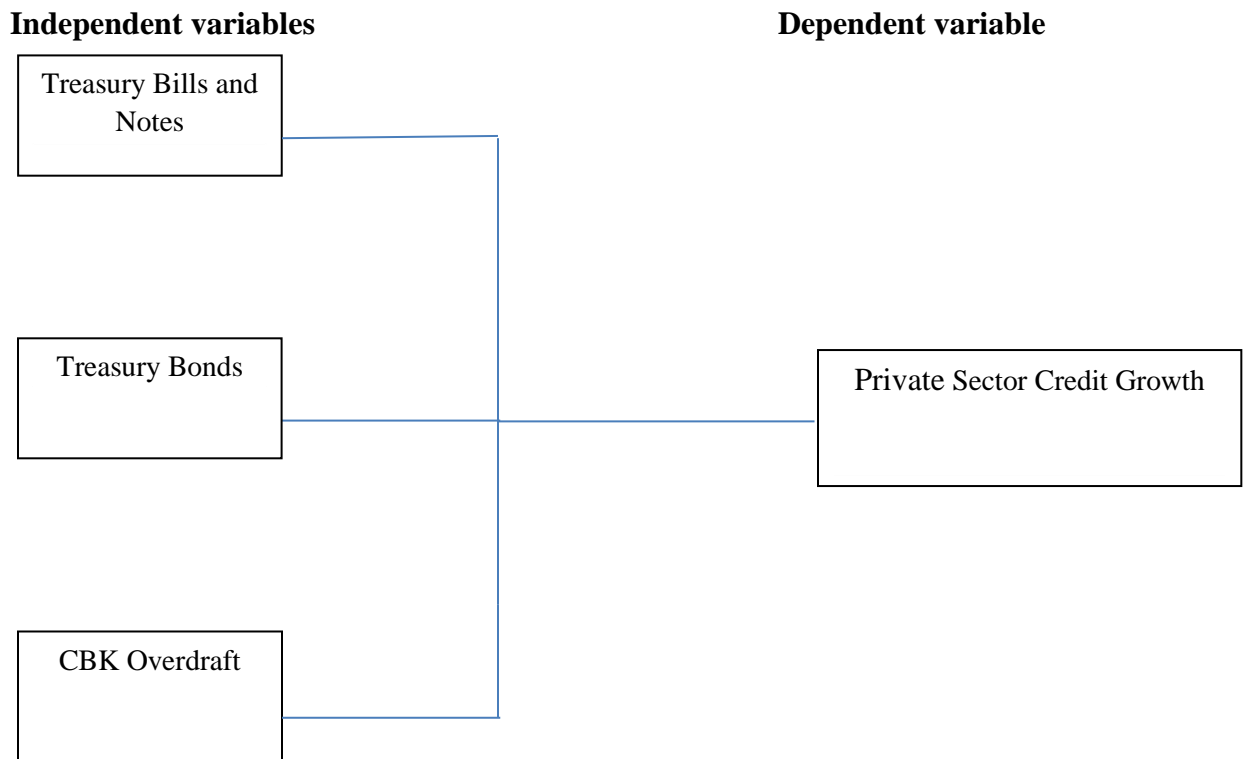 Independent variables
Dependent variable
Treasury Bills and
Notes
Treasury Bonds
Private Sector Credit Growth
CBK Overdraft